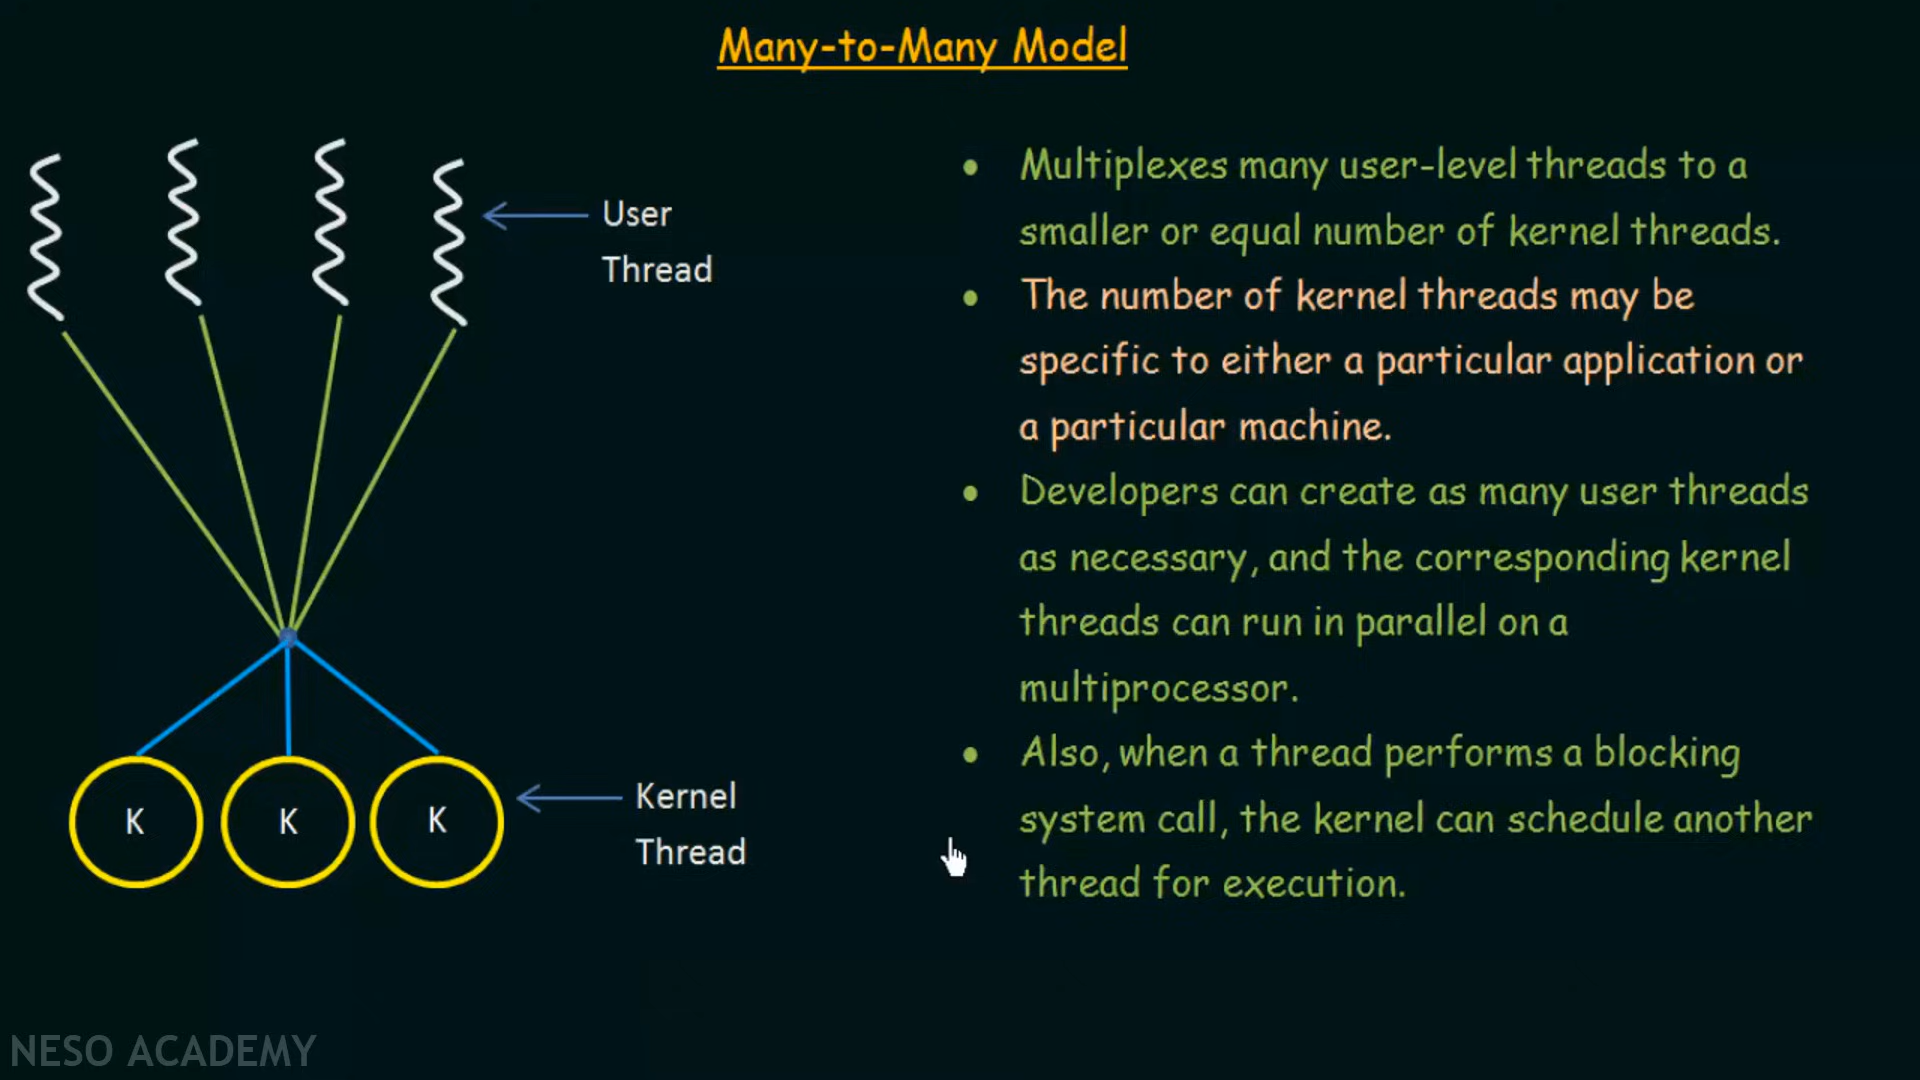 Many-to-Many Model
User
Thread
Kernel
Thread
K
K
K
• Multiplexes many user-level threads to a
smaller or equal number of kernel threads.
• The number of kernel threads may be
specific to either a particular application or
a particular machine.
• Developers can create as many user threads
as necessary, and the corresponding kernel
threads can run in parallel on a
multiprocessor.
• Also, when a thread performs a blocking
system call, the kernel can schedule another
thread for execution.
NESO ACADEMY